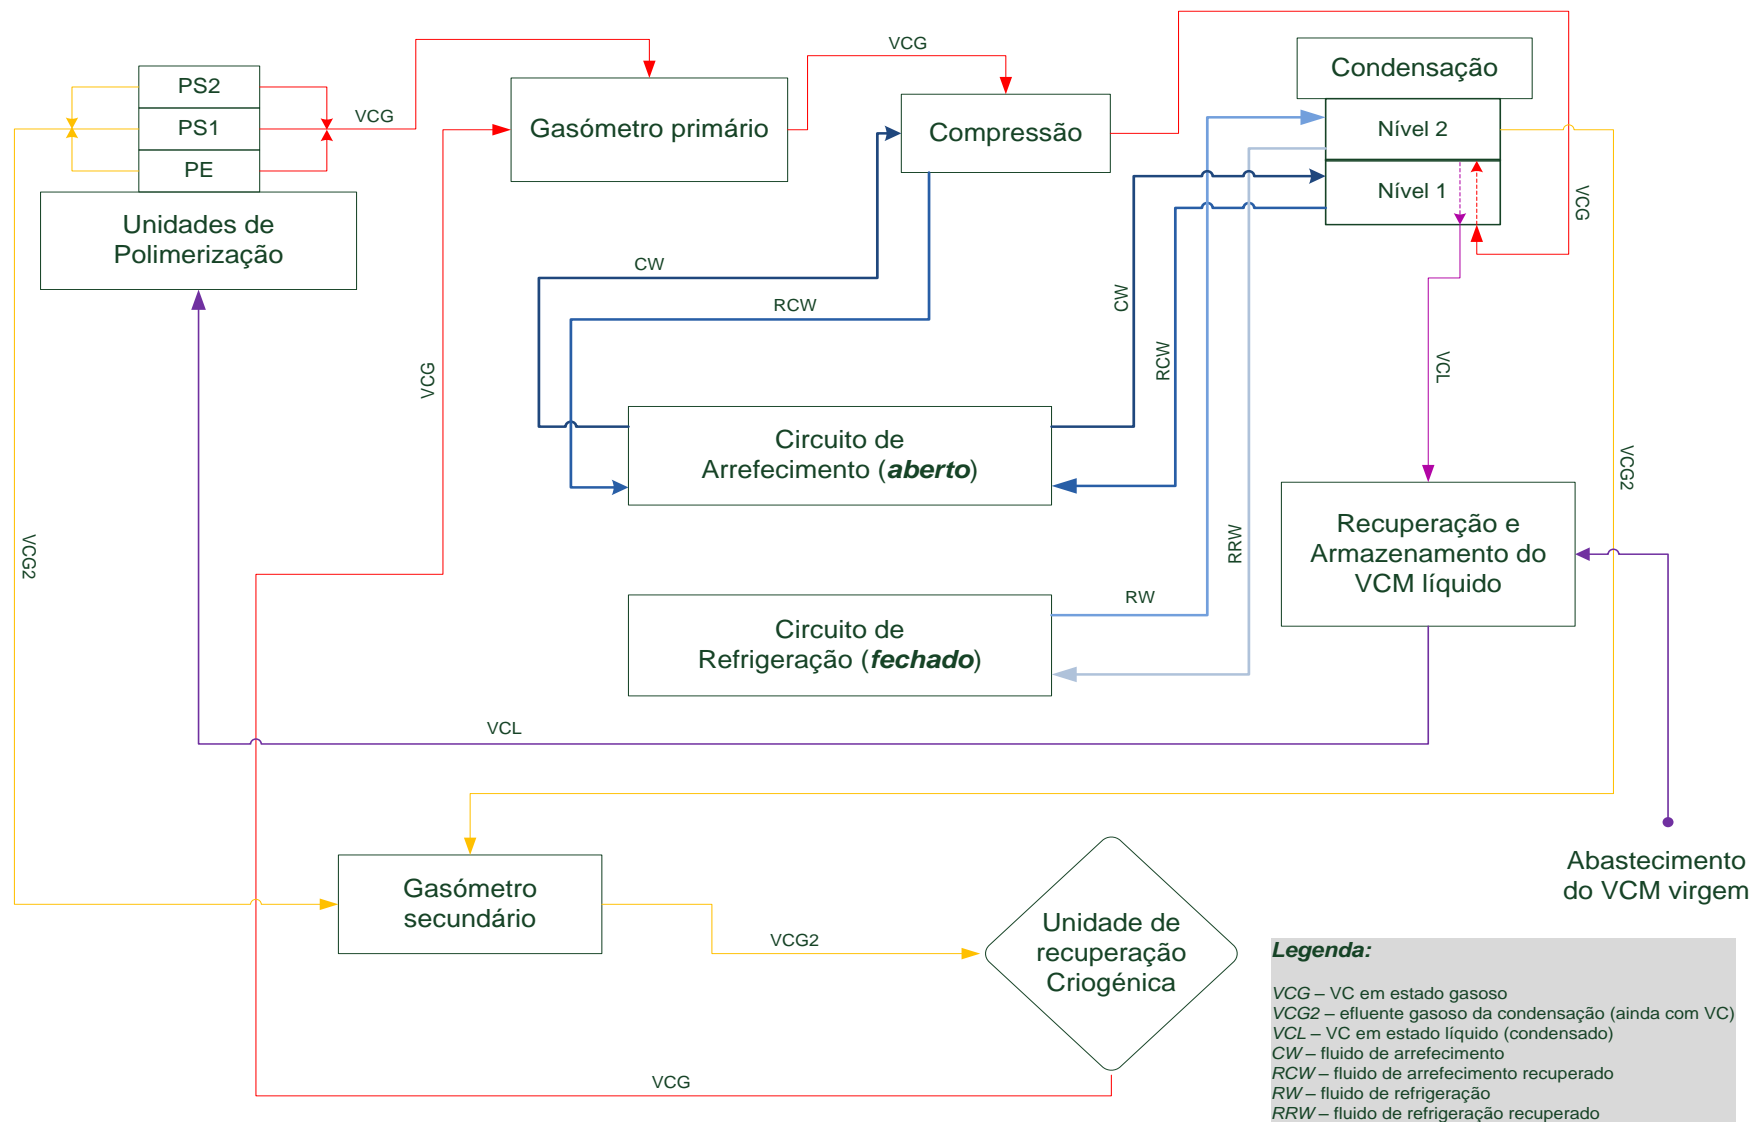 VCG
Condensação
PS2
PS1
PE
VCG
Gasómetro primário
Compressão
Nível 2
Nível 1
VCG
Unidades de
Polimerização
CW
RCW
CW
RCW
VCG
VCL
Circuito de
Arrefecimento (aberto)
VCG2
Recuperação e
Armazenamento do
VCM líquido
VCG2
RRW
RW
Circuito de
Refrigeração (fechado)
VCL
Abastecimento
do VCM virgem
Gasómetro
secundário
VCG2
Unidade de
recuperação
Criogénica
VCG
Legenda:
VCG – VC em estado gasoso
VCG2 – efluente gasoso da condensação (ainda com VC)
VCL – VC em estado líquido (condensado)
CW – fluido de arrefecimento
RCW – fluido de arrefecimento recuperado
RW – fluido de refrigeração
RRW – fluido de refrigeração recuperado